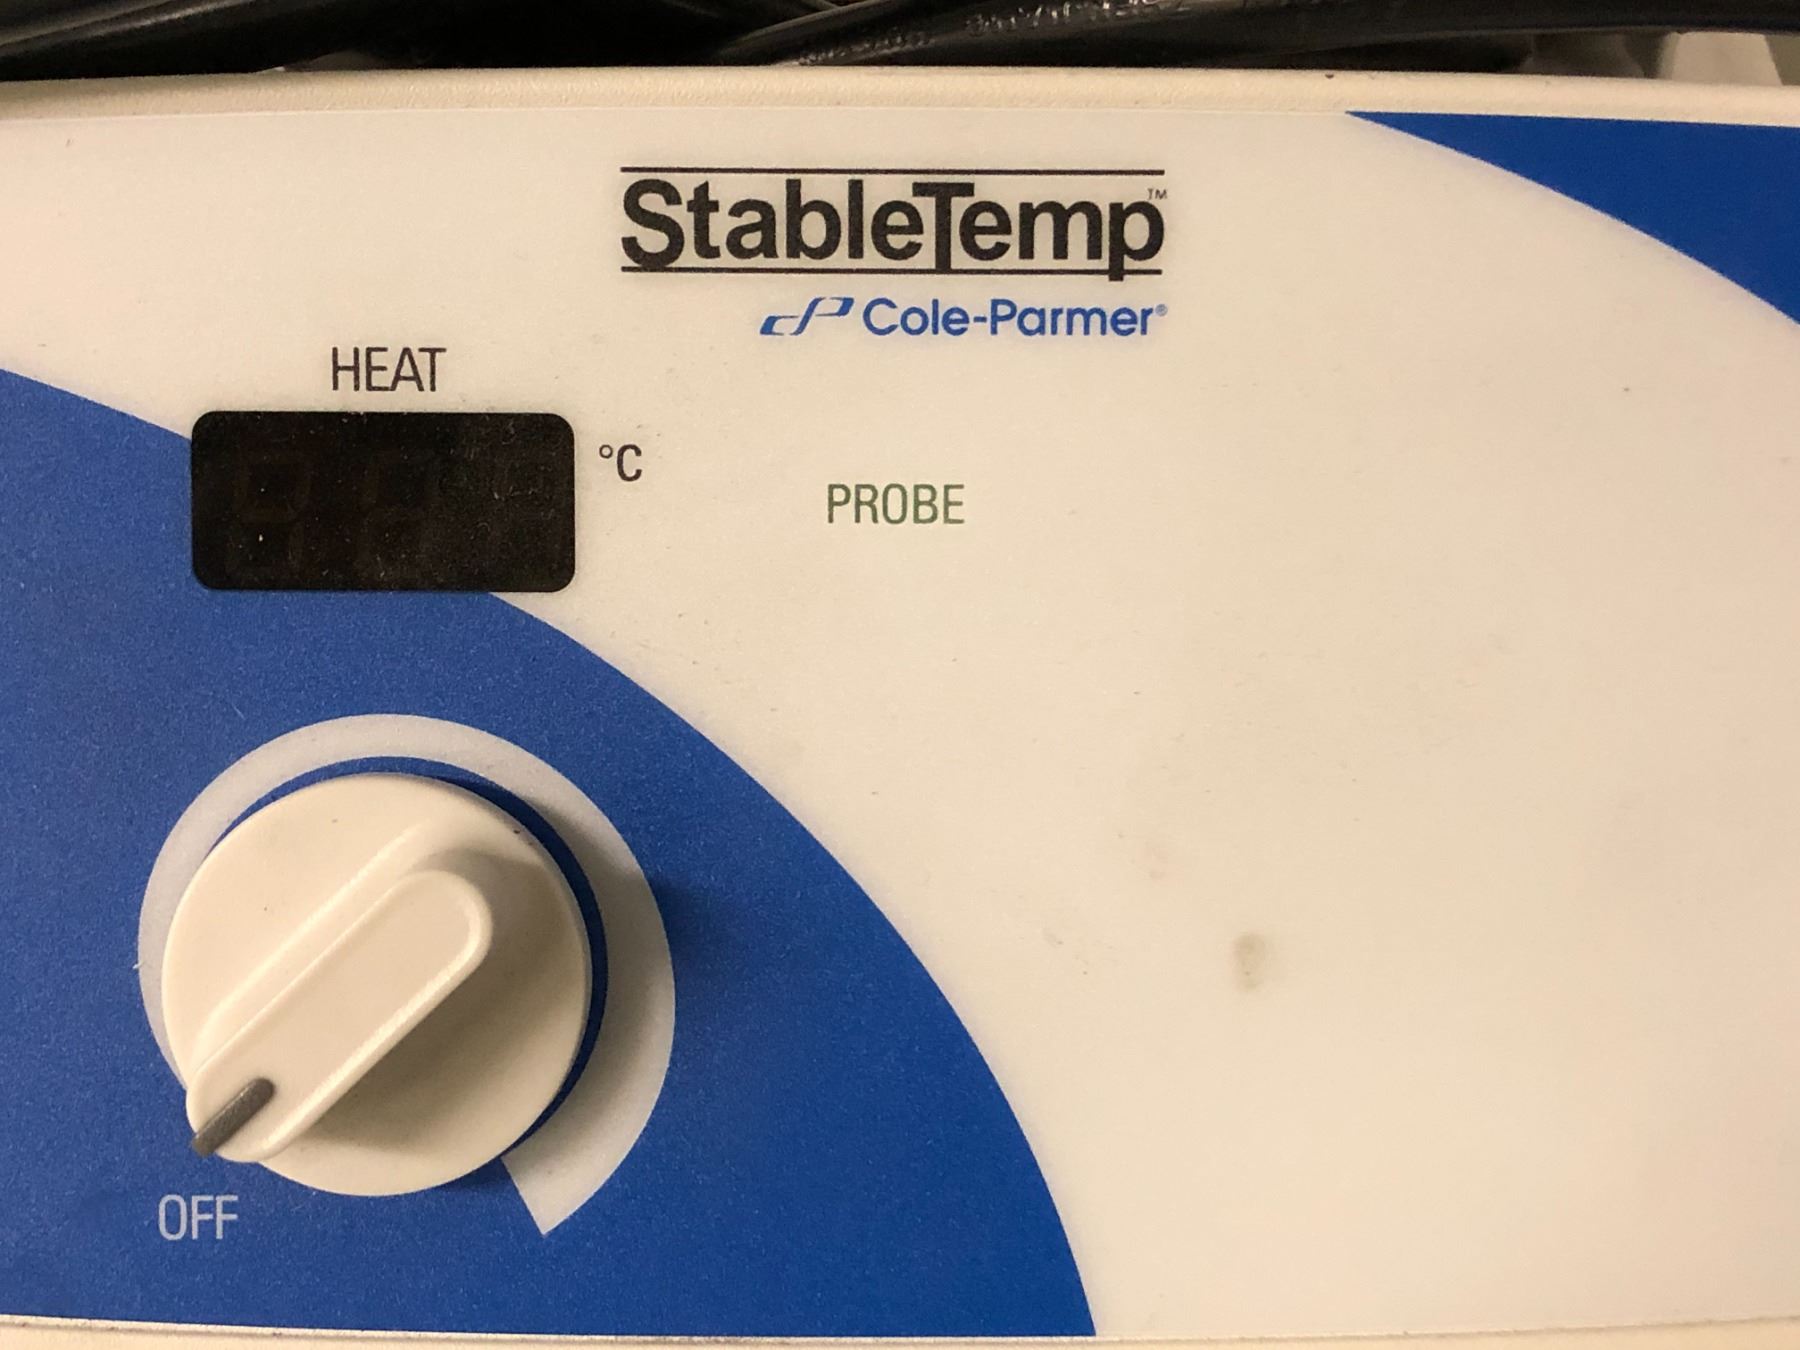 StableTemp™
Cole-Parmer®
HEAT
°C
PROBE
OFF